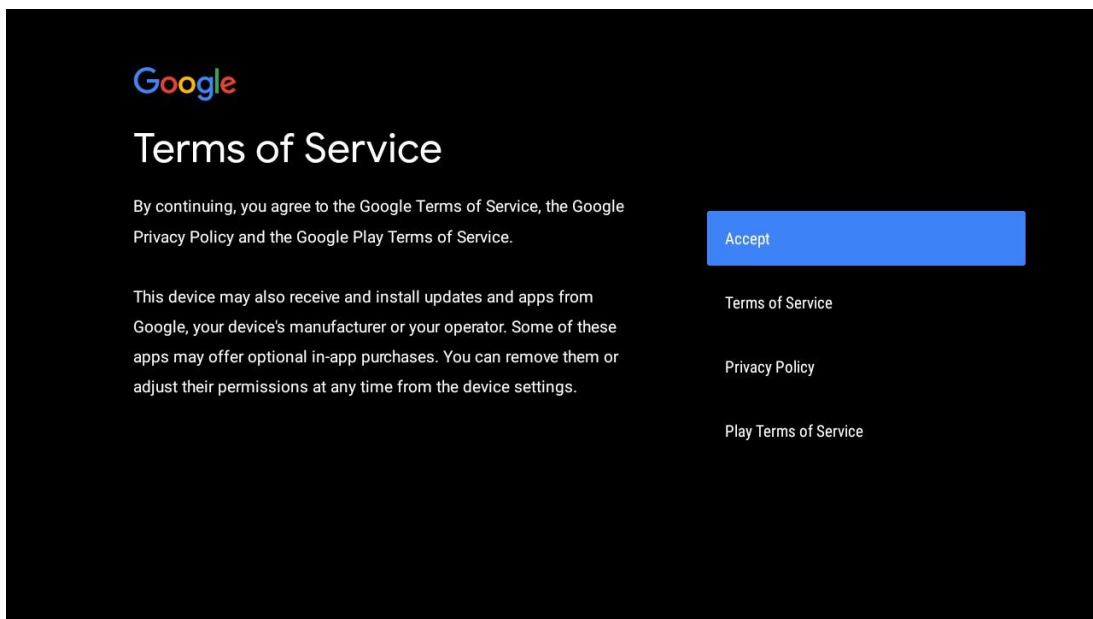 Google
Terms of Service
By continuing, you agree to the Google Terms of Service, the Google
Privacy Policy and the Google Play Terms of Service.
This device may also receive and install updates and apps from
Google, your device's manufacturer or your operator. Some of these
apps may offer optional in-app purchases. You can remove them or
adjust their permissions at any time from the device settings.
Accept
Terms of Service
Privacy Policy
Play Terms of Service